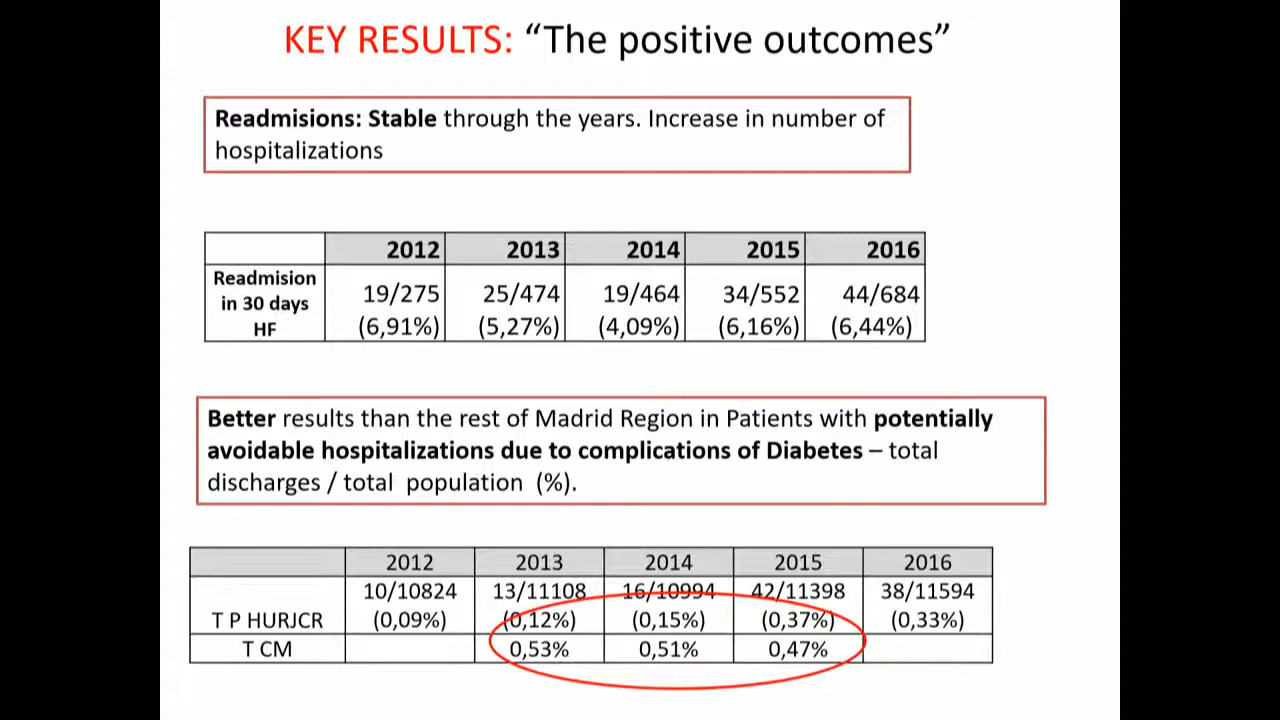 KEY RESULTS: “The positive outcomes”
Readmisions: Stable through the years. Increase in number of
hospitalizations
2012 2013 2014 2015 2016
Readmision
in 30 days
HF
19/275 25/474 19/464 34/552 44/684
(6,91%) (5,27%) (4,09%) (6,16%) (6,44%)
Better results than the rest of Madrid Region in Patients with potentially
avoidable hospitalizations due to complications of Diabetes – total
discharges / total population (%).
2012 2013 2014 2015 2016
10/10824 13/11108 16/10994 42/11398 38/11594
T P HURJCR (0,09%) (0,12%) (0,15%) (0,37%) (0,33%)
T CM 0,53% 0,51% 0,47%